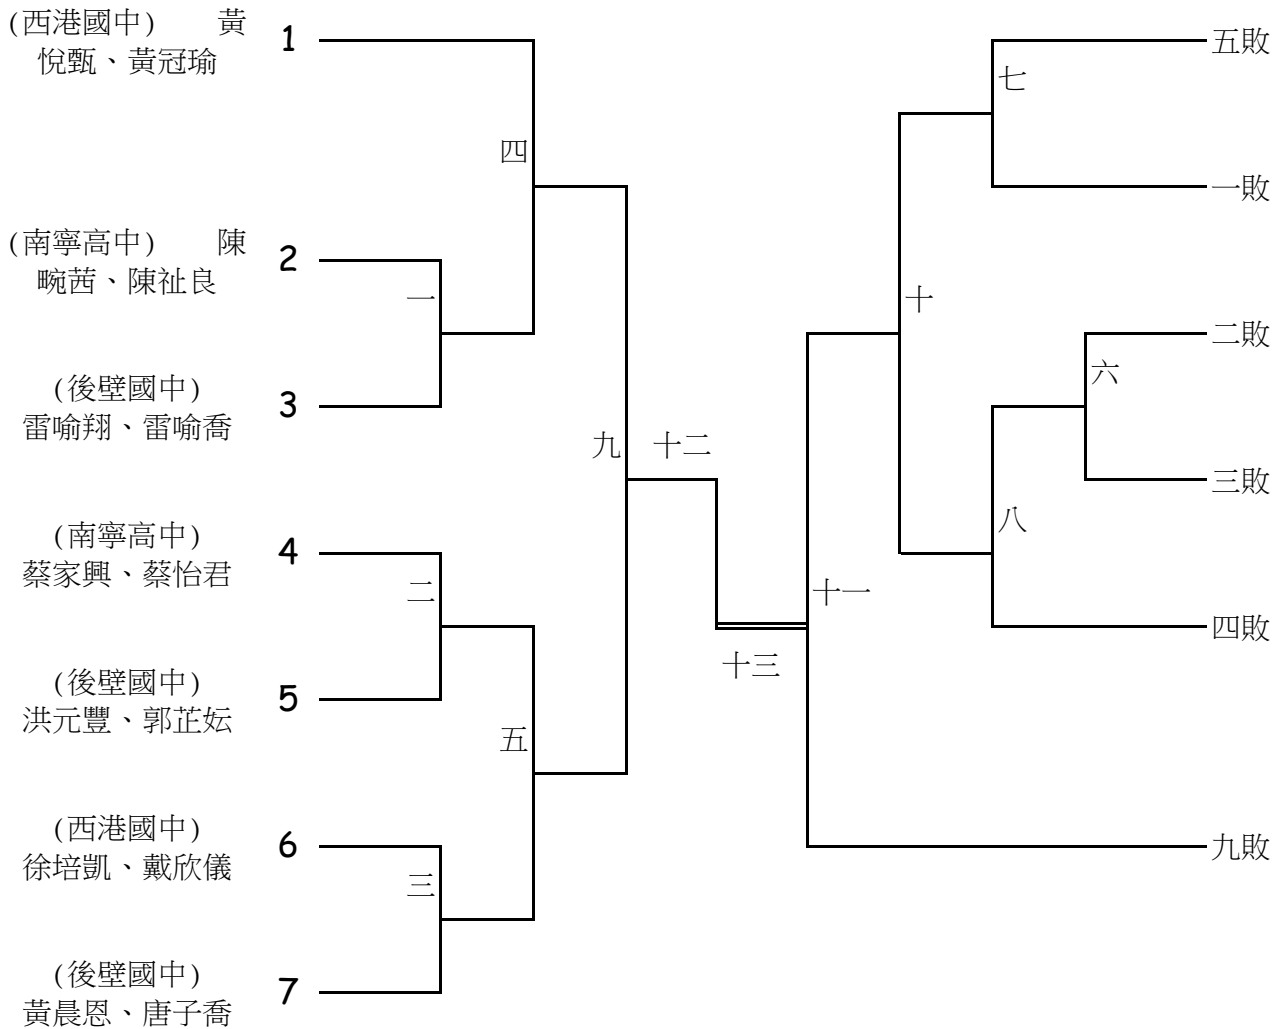 (西港國中) 黃
悅甄、黃冠瑜
1
四
(南寧高中) 陳
畹茜、陳祉良
2
一
(後壁國中)
雷喻翔、雷喻喬
3
九 十二
(南寧高中)
蔡家興、蔡怡君
4
二
(後壁國中)
洪元豐、郭芷妘
5
五
(西港國中)
徐培凱、戴欣儀
6
三
(後壁國中)
黃晨恩、唐子喬
7
十三
十一
十
七
五敗
一敗
六
二敗
三敗
八
四敗
九敗